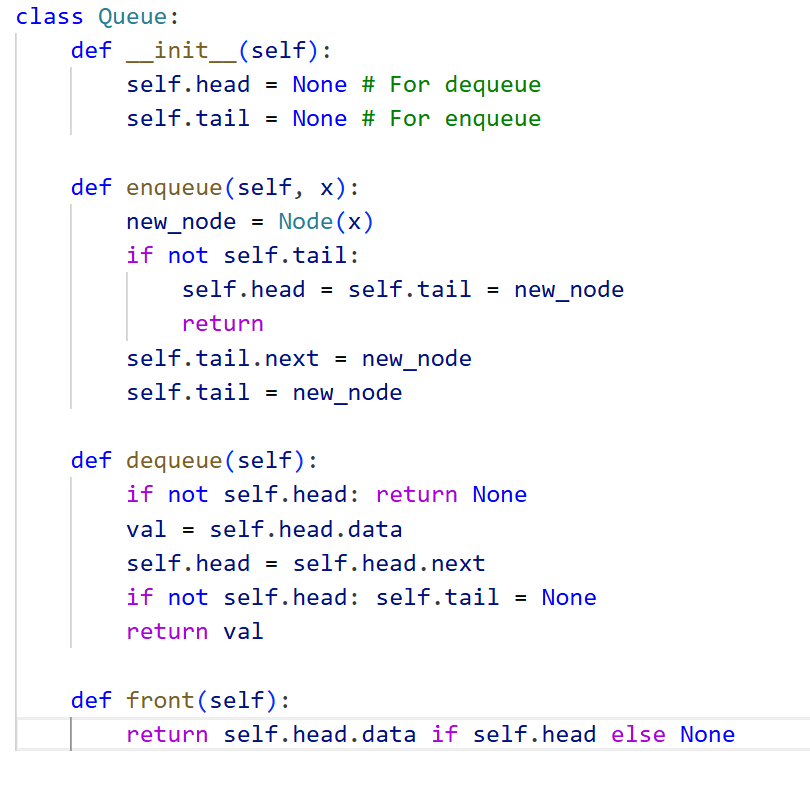 class Queue:
    def __init__(self):
        self.head = None # For dequeue
        self.tail = None # For enqueue

    def enqueue(self, x):
        new_node = Node(x)
        if not self.tail:
            self.head = self.tail = new_node
            return
        self.tail.next = new_node
        self.tail = new_node

    def dequeue(self):
        if not self.head: return None
        val = self.head.data
        self.head = self.head.next
        if not self.head: self.tail = None
        return val

    def front(self):
        return self.head.data if self.head else None